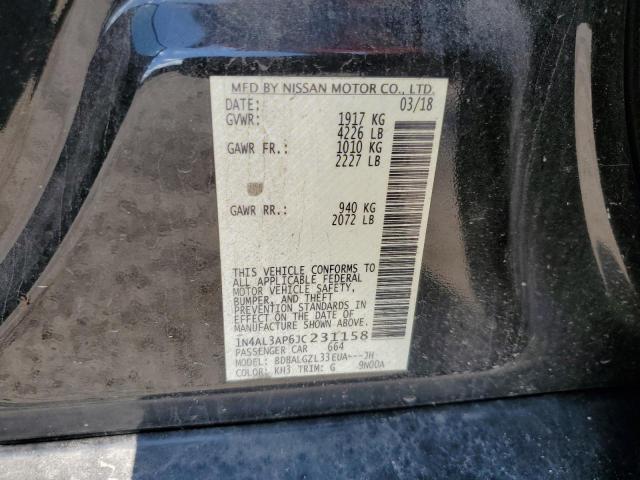 MFD BY NISSAN MOTOR CO., LTD.
DATE: 03/18
GVWR: 1917 KG
4226 LB
GAWR FR.: 1010 KG
2227 LB
GAWR RR.: 940 KG
2072 LB
THIS VEHICLE CONFORMS TO
ALL APPLICABLE FEDERAL
MOTOR VEHICLE SAFETY,
BUMPER, AND THEFT
PREVENTION STANDARDS IN
EFFECT ON THE DATE OF
MANUFACTURE SHOWN ABOVE.
1N4AL3AP6JC231158
PASSENGER CAR 664
MODEL: BDBALGZL33EUA---JH
COLOR: KH3 TRIM: G 9N00A